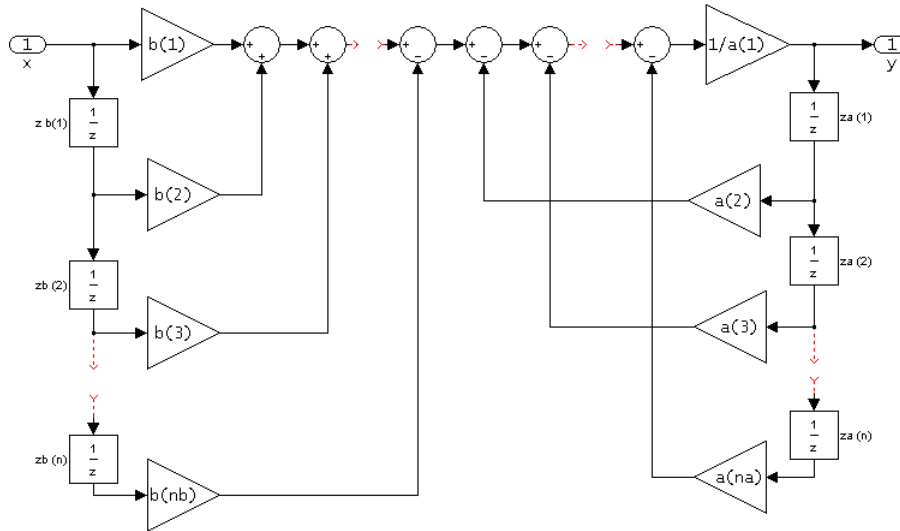 1
x
b(1)
+
+
+
+
+
−
+
−
+
−
+
−
1/a(1)
1
y
zb(1)
1
z
1
z
za(1)
b(2)
a(2)
zb(2)
1
z
1
z
za(2)
b(3)
a(3)
zb(n)
1
z
1
z
za(n)
b(nb)
a(na)